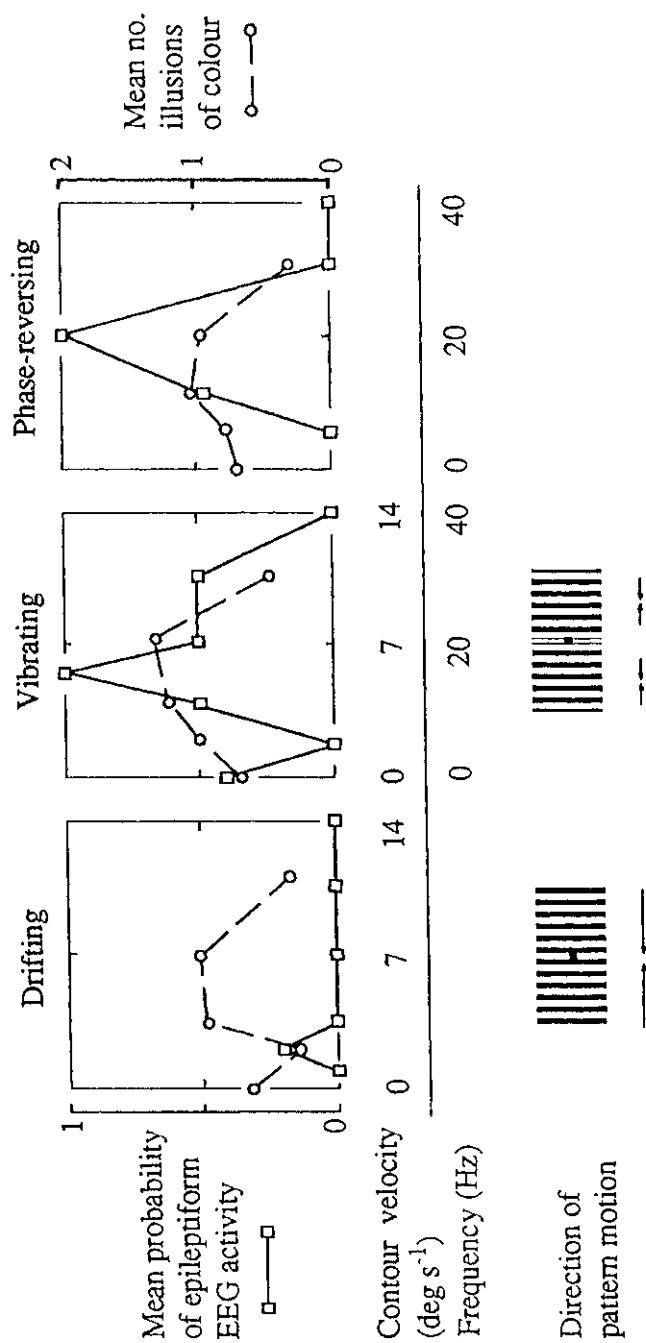 Drifting
Vibrating
Phase-reversing
Mean probability
of epileptiform
EEG activity
1
0
2
1
0
Mean no.
illusions
of colour
Contour velocity
(deg s⁻¹)
0 7 14
0 7 14
Frequency (Hz)
0 20 40
0 20 40
Direction of
pattern motion